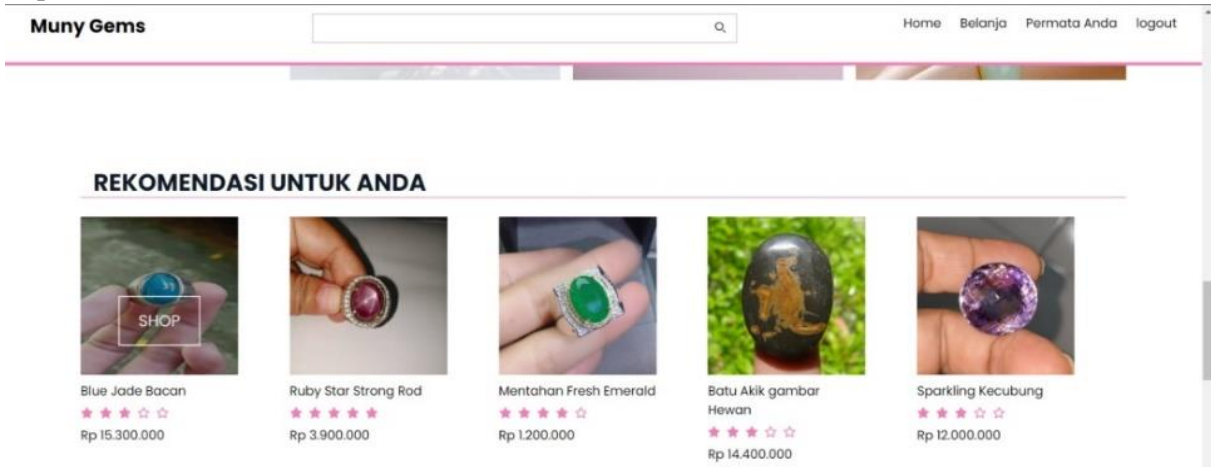 Muny Gems
Home Belanja Permata Anda logout
REKOMENDASI UNTUK ANDA
SHOP
Blue Jade Bacan
Rp 15.300.000
Ruby Star Strong Rod
Rp 3.900.000
Mentahan Fresh Emerald
Rp 1.200.000
Batu Akik gambar
Hewan
Rp 14.400.000
Sparkling Kecubung
Rp 12.000.000